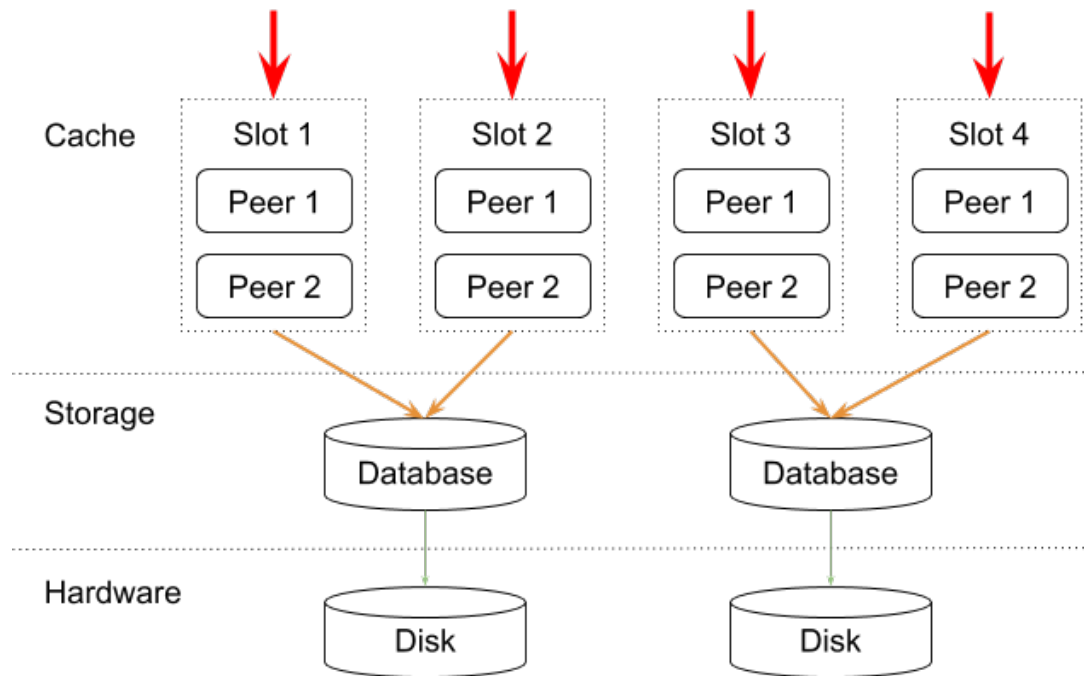 Cache
Slot 1
Slot 2
Slot 3
Slot 4
Peer 1
Peer 1
Peer 1
Peer 1
Peer 2
Peer 2
Peer 2
Peer 2
Storage
Database
Database
Hardware
Disk
Disk